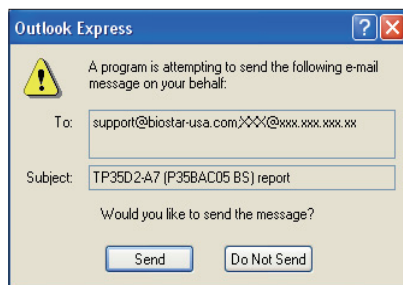 Outlook Express
A program is attempting to send the following e-mail
message on your behalf:
To: support@biostar-usa.com;XXX@xxx.xxx.xxx.xx
Subject: TP35D2-A7 (P35BAC05 BS) report
Would you like to send the message?
Send Do Not Send